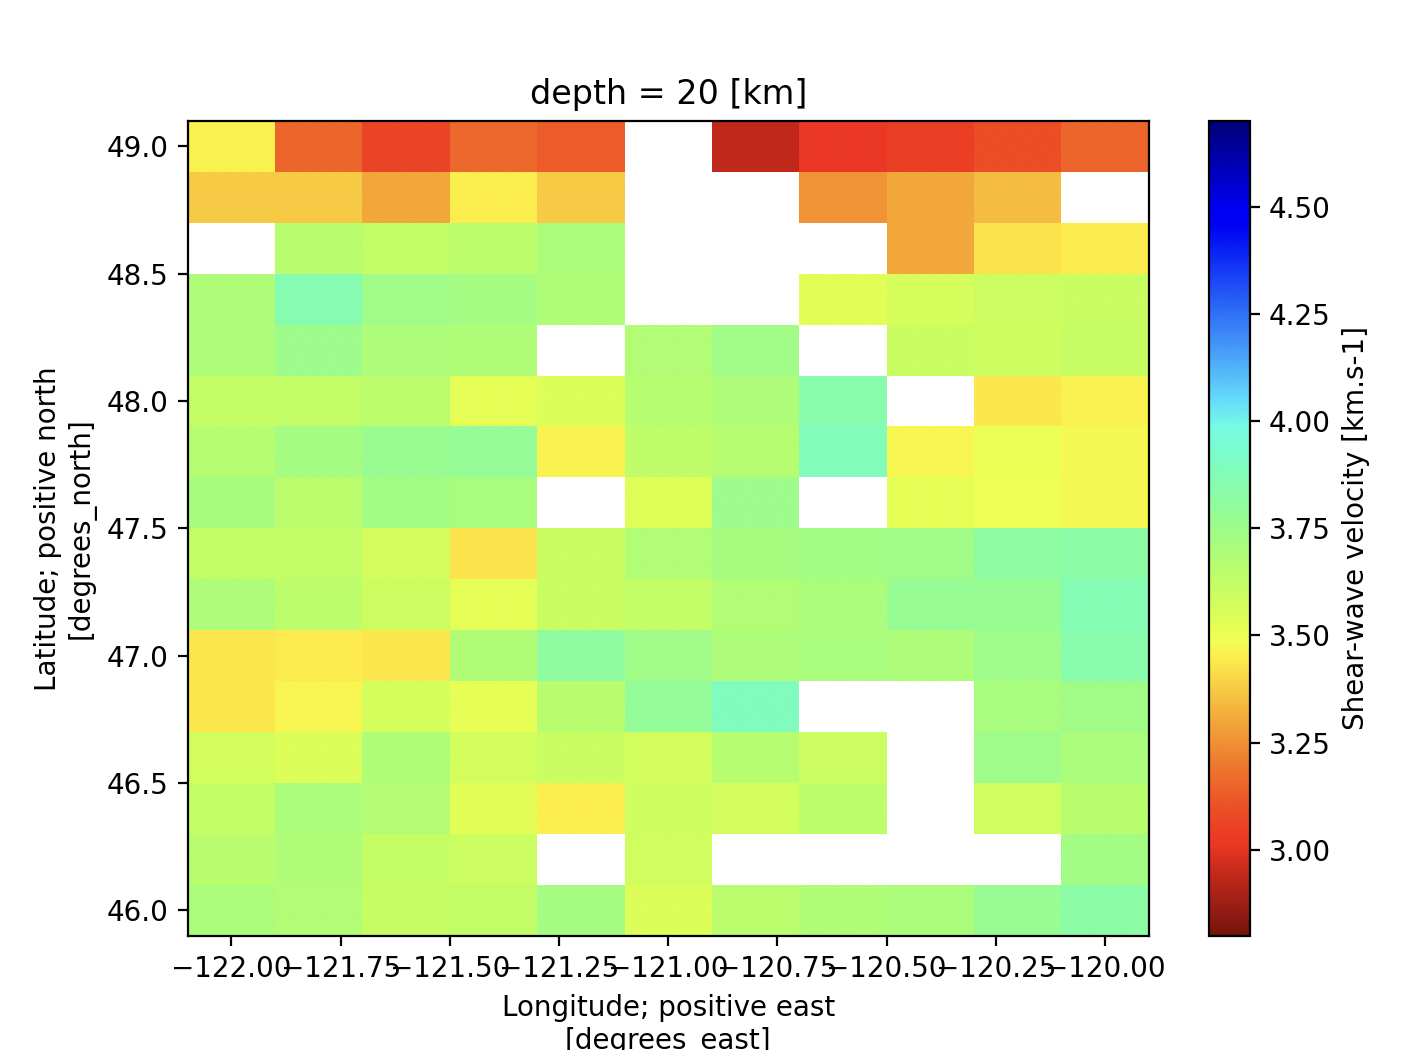 depth = 20 [km]
49.0
48.5
48.0
47.5
47.0
46.5
46.0
Latitude; positive north
[degrees_north]
−122.00 −121.75 −121.50 −121.25 −121.00 −120.75 −120.50 −120.25 −120.00
Longitude; positive east
[degrees_east]
4.50
4.25
4.00
3.75
3.50
3.25
3.00
Shear-wave velocity [km.s-1]